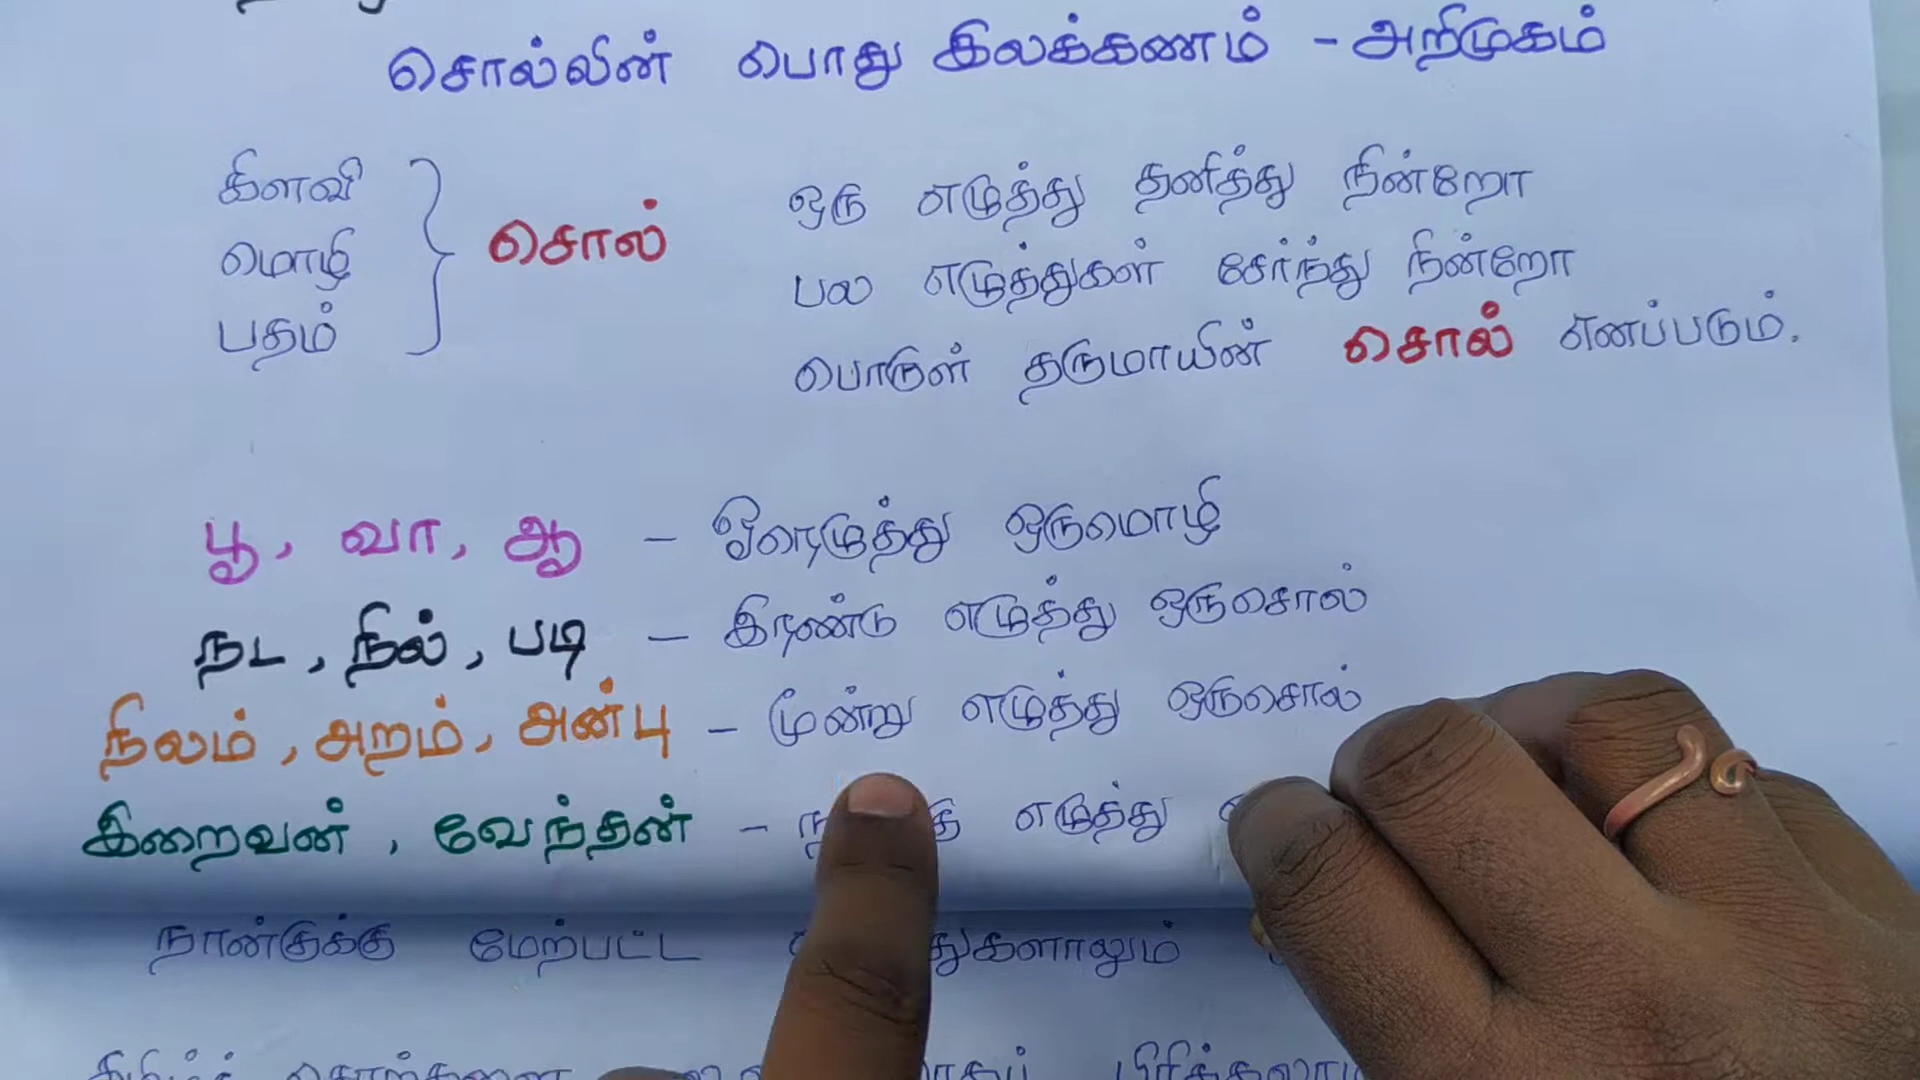 சொல்லின் பொது இலக்கணம் - அறிமுகம்
கிளவி
மொழி
பதம்
சொல்
ஒரு எழுத்து தனித்து நின்றோ
பல எழுத்துகள் சேர்ந்து நின்றோ
பொருள் தருமாயின் சொல் எனப்படும்.
பூ, வா, ஆ - ஓரெழுத்து ஒருமொழி
நட, நில், படி - இரண்டு எழுத்து ஒருசொல்
நிலம், அறம், அன்பு - மூன்று எழுத்து ஒருசொல்
இறைவன், வேந்தன் - எழுத்து
நான்குக்கு மேற்பட்ட